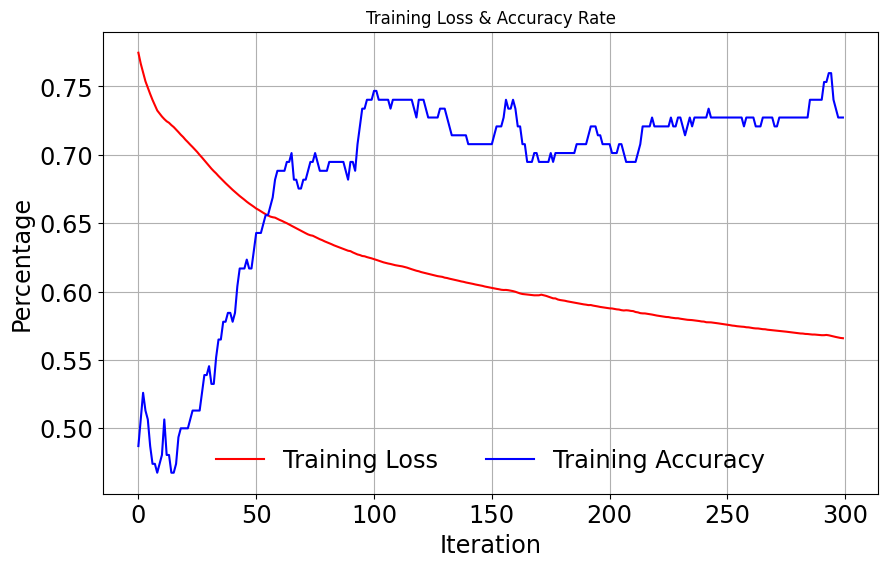 Training Loss & Accuracy Rate
Percentage
0.75
0.70
0.65
0.60
0.55
0.50
Training Loss
Training Accuracy
0
50
100
150
200
250
300
Iteration